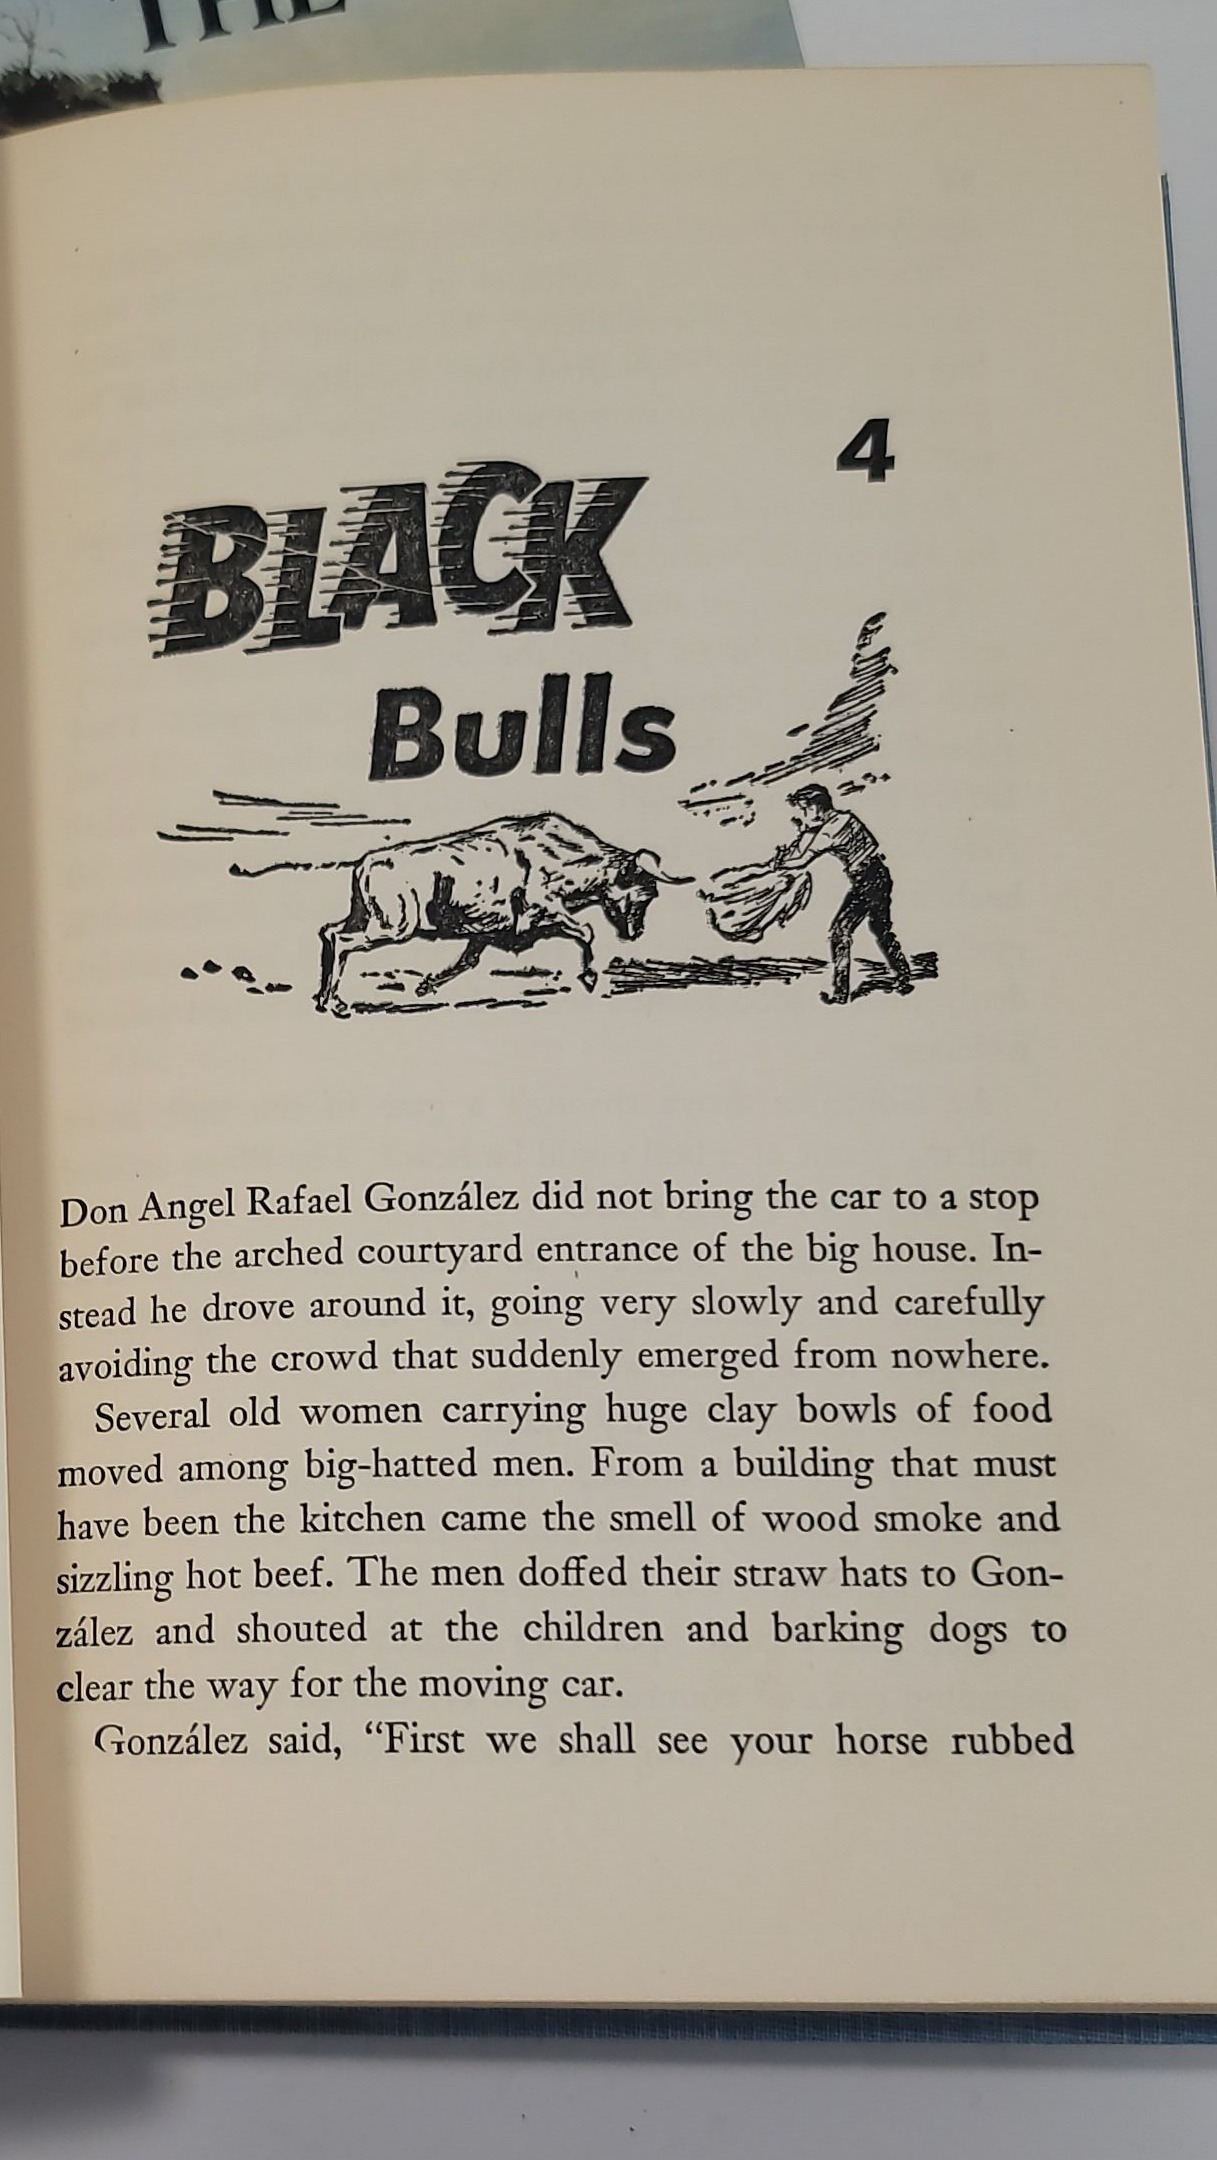 THE
4
BLACK
Bulls
Don Angel Rafael González did not bring the car to a stop
before the arched courtyard entrance of the big house. In-
stead he drove around it, going very slowly and carefully
avoiding the crowd that suddenly emerged from nowhere.
Several old women carrying huge clay bowls of food
moved among big-hatted men. From a building that must
have been the kitchen came the smell of wood smoke and
sizzling hot beef. The men doffed their straw hats to Gon-
zález and shouted at the children and barking dogs to
clear the way for the moving car.
González said, “First we shall see your horse rubbed